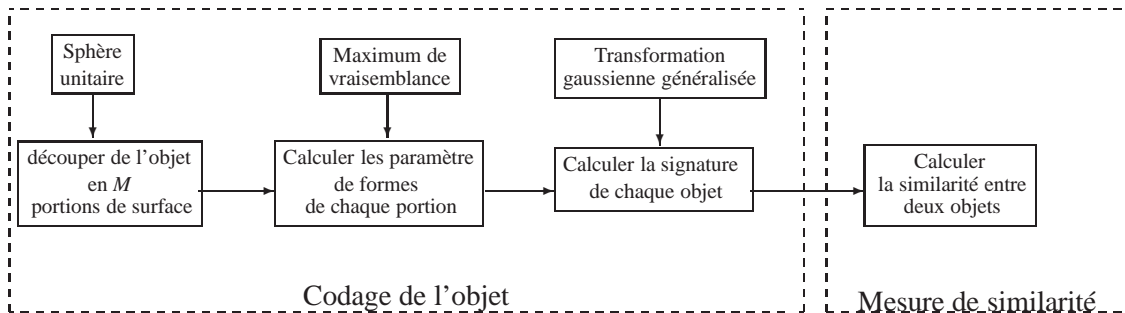 Sphère
unitaire
Maximum de
vraisemblance
Transformation
gaussienne généralisée
découper de l'objet
en M
portions de surface
Calculer les paramètre
de formes
de chaque portion
Calculer la signature
de chaque objet
Calculer
la similarité entre
deux objets
Codage de l'objet
Mesure de similarité